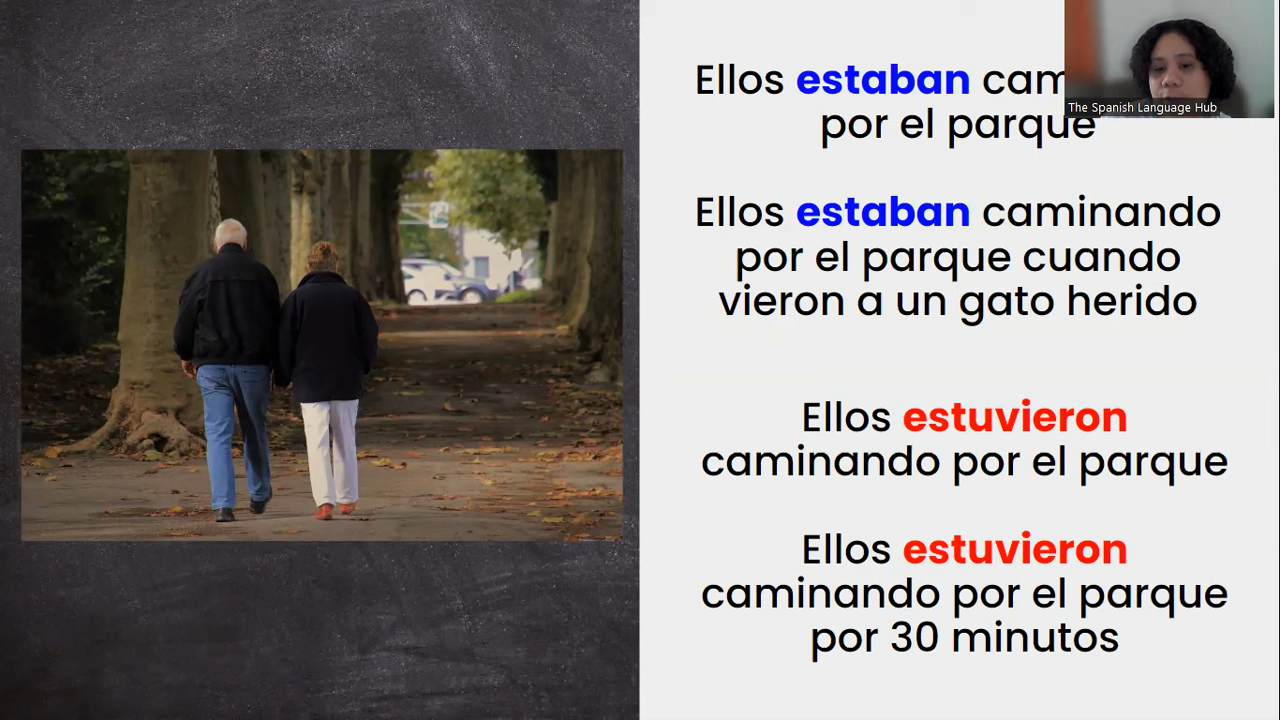 Ellos estaban cam
por el parque
The Spanish Language Hub
Ellos estaban caminando
por el parque cuando
vieron a un gato herido
Ellos estuvieron
caminando por el parque
Ellos estuvieron
caminando por el parque
por 30 minutos